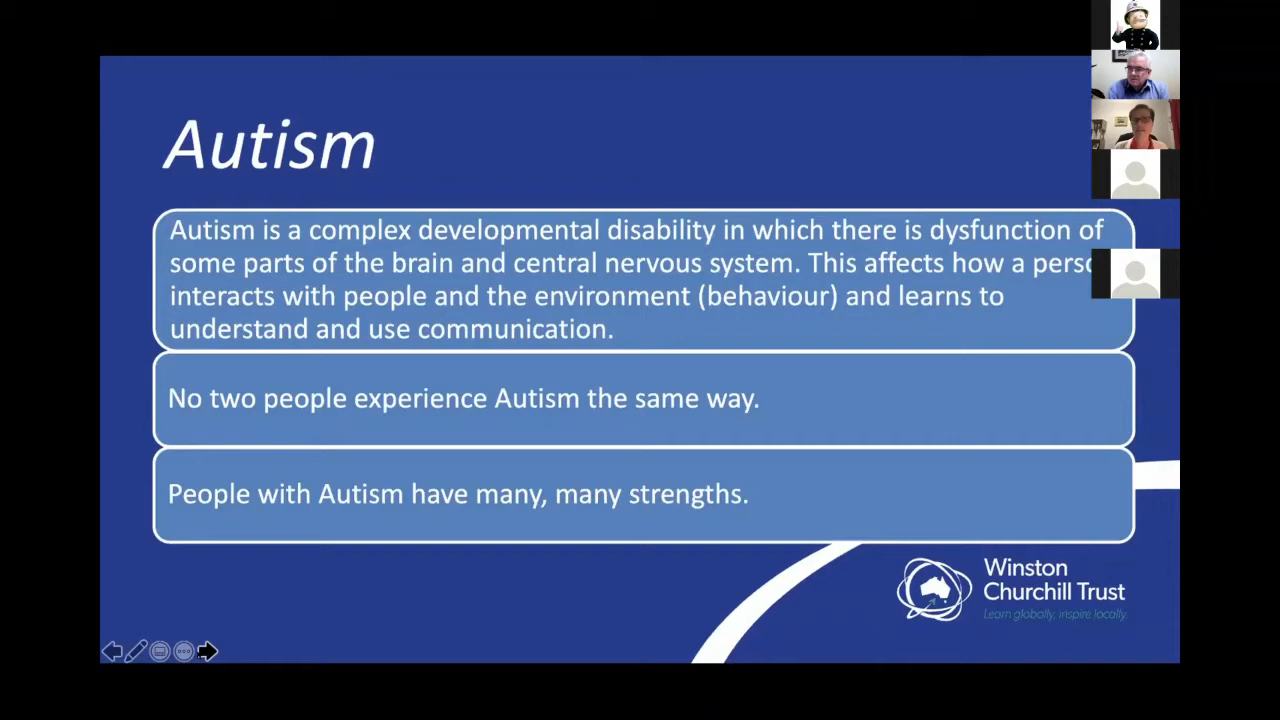 Autism
Autism is a complex developmental disability in which there is dysfunction of
some parts of the brain and central nervous system. This affects how a perso
interacts with people and the environment (behaviour) and learns to
understand and use communication.
No two people experience Autism the same way.
People with Autism have many, many strengths.
Winston
Churchill Trust
Learn globally, inspire locally.